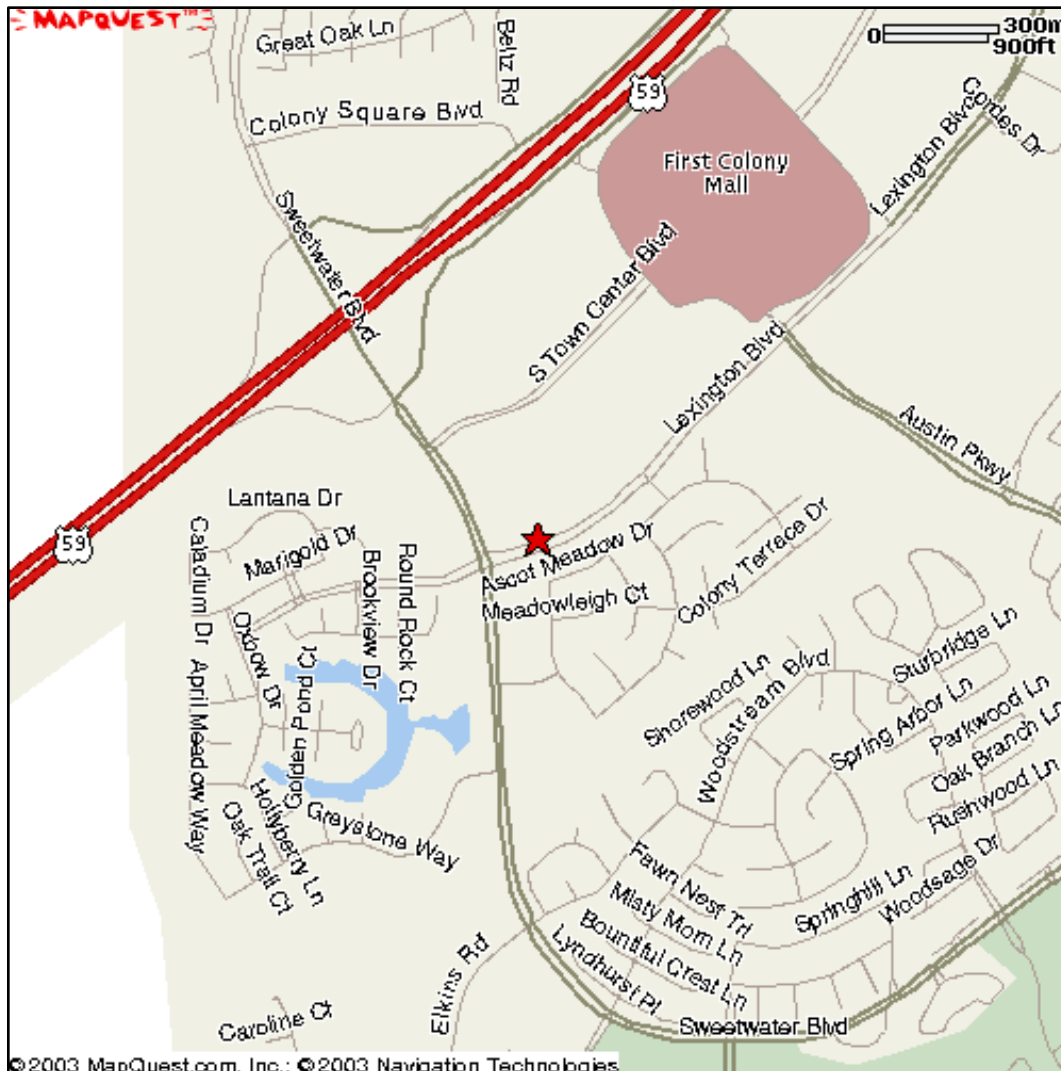 MAPQUEST™
Great Oak Ln
Beltz Rd
300m
0
900ft
59
Colony Square Blvd
Cordes Dr
First Colony
Mall
Lexington Blvd
Sweetwater Blvd
S Town Center Blvd
Lexington Blvd
Austin Pkwy
Lantana Dr
59
Caladium Dr
Marigold Dr
Brookview Dr
Round Rock Ct
Ascot Meadow Dr
Meadowleigh Ct
Colony Terrace Dr
Oxbow Dr
Golden Pond Ct
April Meadow Way
Shorewood Ln
Woodstream Blvd
Sturbridge Ln
Spring Arbor Ln
Parkwood Ln
Oak Branch Ln
Rushwood Ln
Hollyberry Ln
Oak Trail Ct
Greystone Way
Fawn Nest Trl
Misty Morn Ln
Springhill Ln
Woodsage Dr
Bountiful Crest Ln
Lyndhurst Pl
Elkins Rd
Caroline Ct
Sweetwater Blvd
©2003 MapQuest.com, Inc.; ©2003 Navigation Technologies